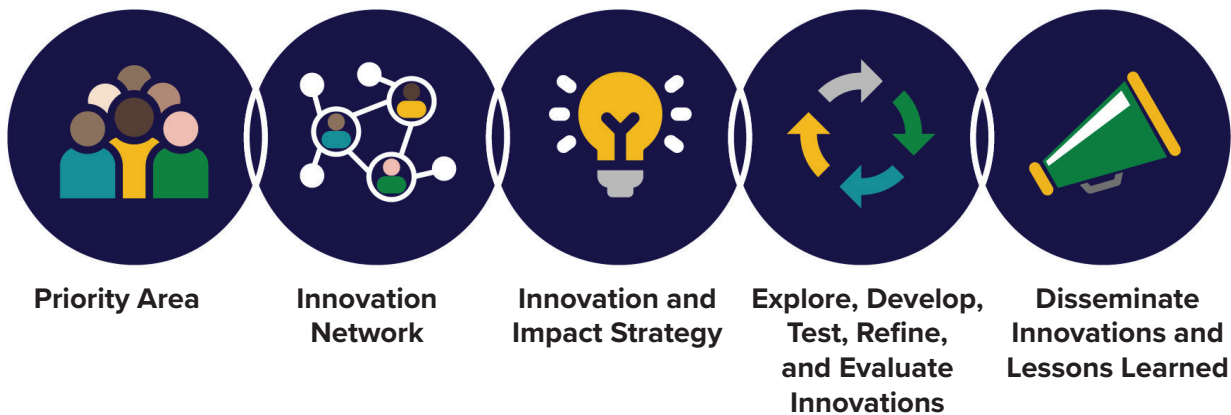 Priority Area
Innovation
Network
Innovation and
Impact Strategy
Explore, Develop,
Test, Refine,
and Evaluate
Innovations
Disseminate
Innovations and
Lessons Learned